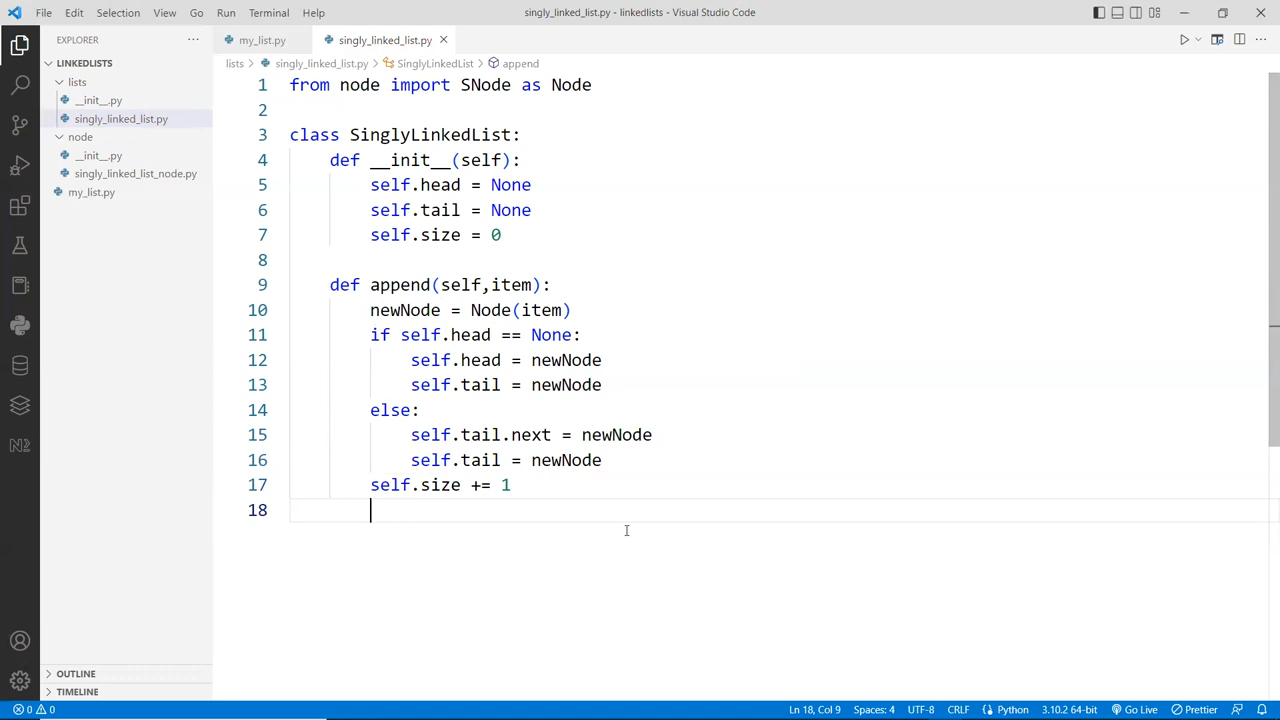 File Edit Selection View Go Run Terminal Help
singly_linked_list.py - linkedlists - Visual Studio Code
EXPLORER
LINKEDLISTS
lists
__init__.py
singly_linked_list.py
node
__init__.py
singly_linked_list_node.py
my_list.py
OUTLINE
TIMELINE
my_list.py singly_linked_list.py
lists > singly_linked_list.py > SinglyLinkedList > append
1 from node import SNode as Node
2
3 class SinglyLinkedList:
4 def __init__(self):
5 self.head = None
6 self.tail = None
7 self.size = 0
8
9 def append(self,item):
10 newNode = Node(item)
11 if self.head == None:
12 self.head = newNode
13 self.tail = newNode
14 else:
15 self.tail.next = newNode
16 self.tail = newNode
17 self.size += 1
18
0 0 Ln 18, Col 9 Spaces: 4 UTF-8 CRLF Python 3.10.2 64-bit Go Live Prettier